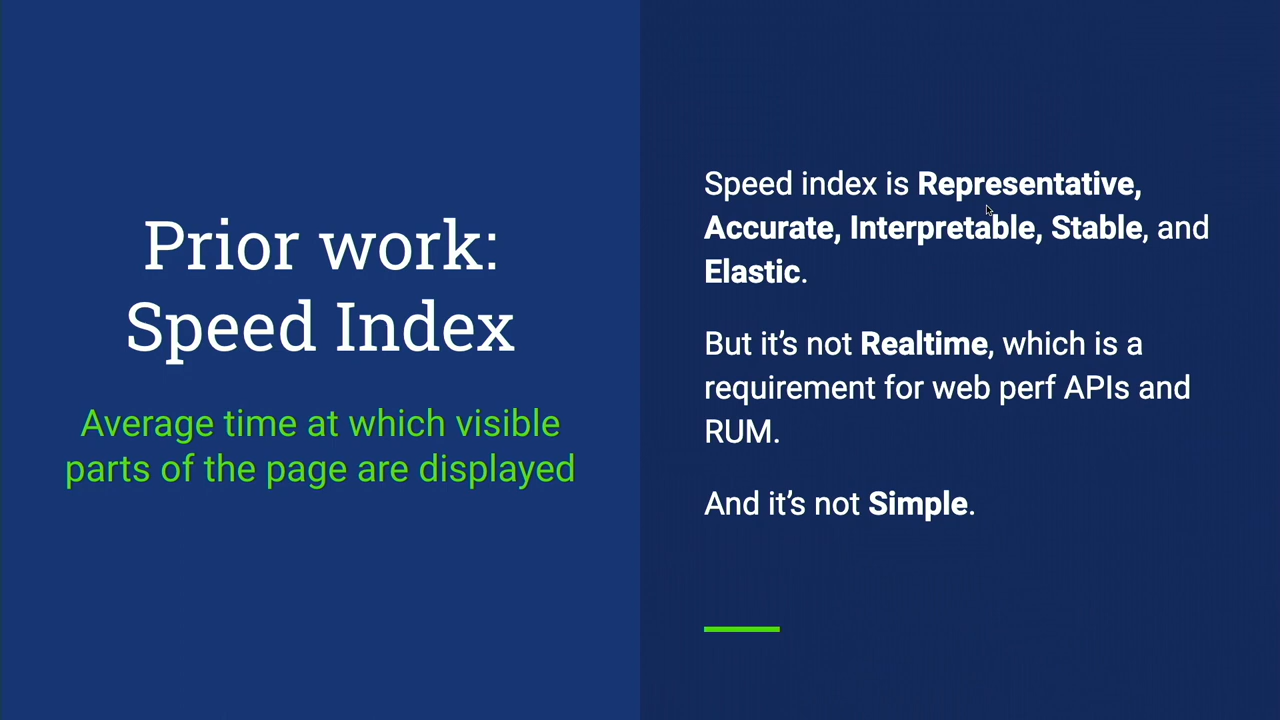 Prior work:
Speed Index
Average time at which visible
parts of the page are displayed
Speed index is Representative,
Accurate, Interpretable, Stable, and
Elastic.
But it’s not Realtime, which is a
requirement for web perf APIs and
RUM.
And it’s not Simple.